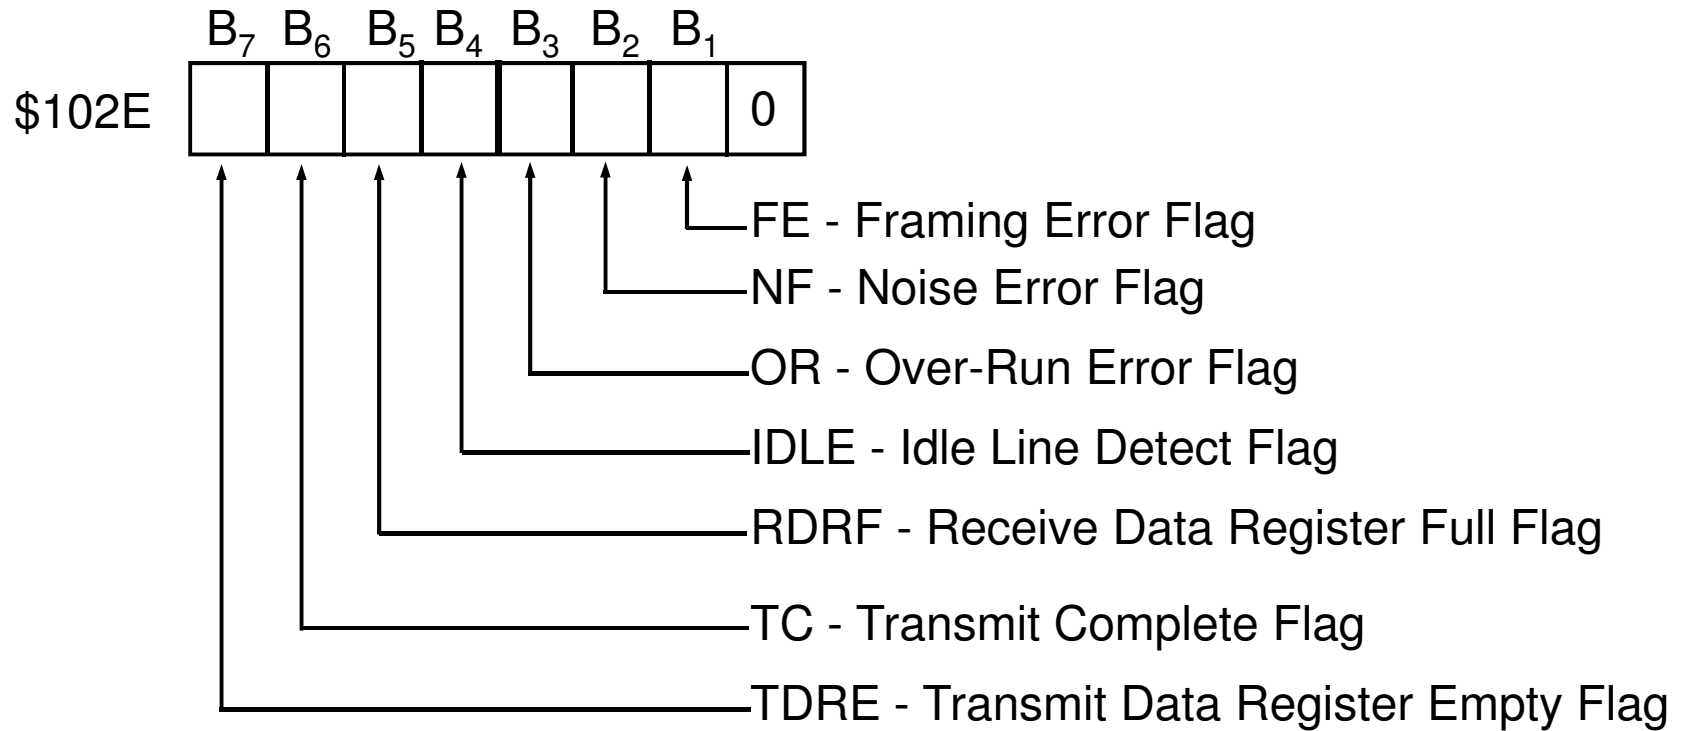 B7 B6 B5 B4 B3 B2 B1
$102E 0
FE - Framing Error Flag
NF - Noise Error Flag
OR - Over-Run Error Flag
IDLE - Idle Line Detect Flag
RDRF - Receive Data Register Full Flag
TC - Transmit Complete Flag
TDRE - Transmit Data Register Empty Flag